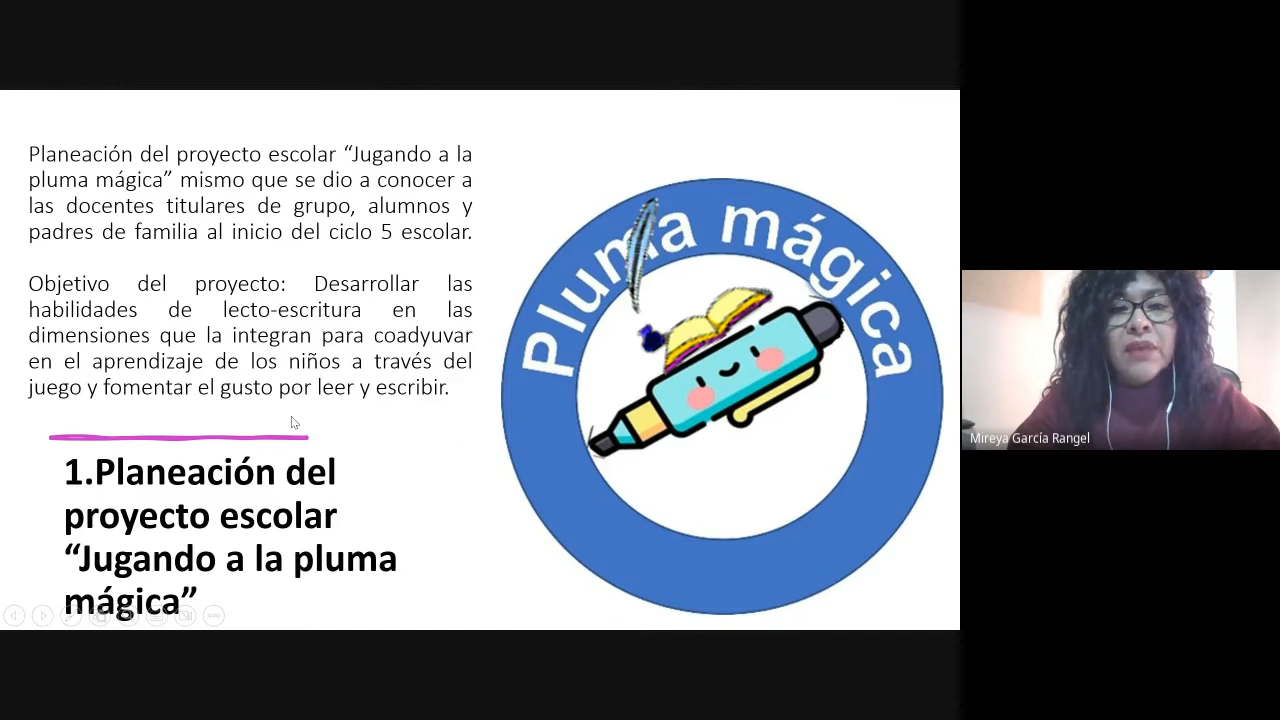 Planeación del proyecto escolar “Jugando a la
pluma mágica” mismo que se dio a conocer a
las docentes titulares de grupo, alumnos y
padres de familia al inicio del ciclo 5 escolar.
Objetivo del proyecto: Desarrollar las
habilidades de lecto-escritura en las
dimensiones que la integran para coadyuvar
en el aprendizaje de los niños a través del
juego y fomentar el gusto por leer y escribir.
1.Planeación del
proyecto escolar
“Jugando a la pluma
mágica”
Pluma mágica
Mireya García Rangel